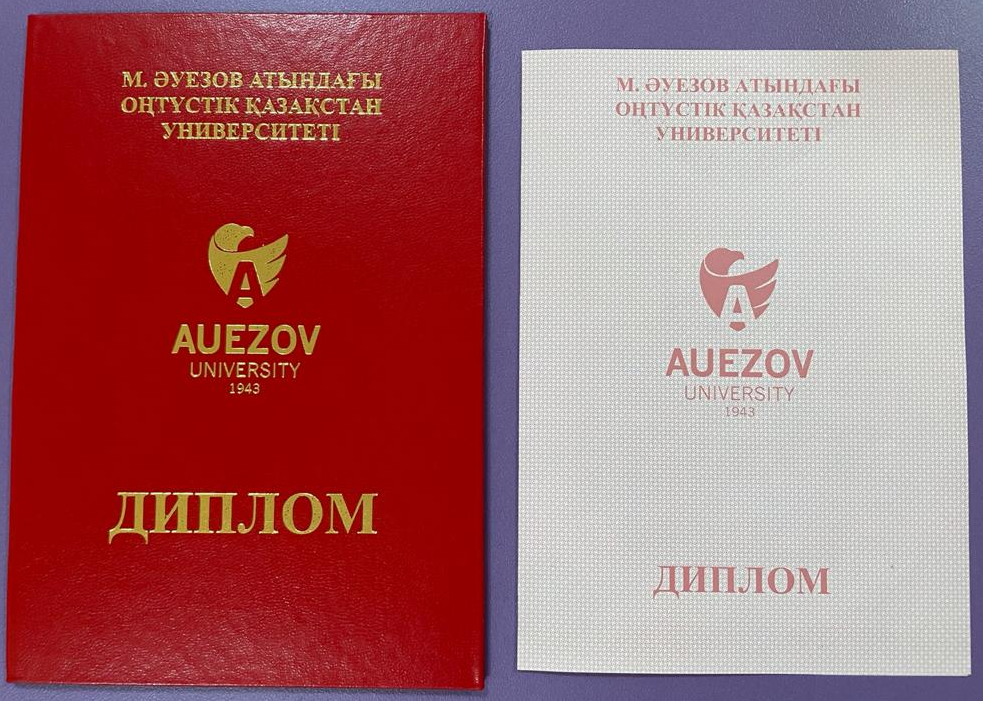 М. ӘУЕЗОВ АТЫНДАҒЫ
ОҢТҮСТІК ҚАЗАҚСТАН
УНИВЕРСИТЕТІ
AUEZOV
UNIVERSITY
1943
ДИПЛОМ
М. ӘУЕЗОВ АТЫНДАҒЫ
ОҢТҮСТІК ҚАЗАҚСТАН
УНИВЕРСИТЕТІ
AUEZOV
UNIVERSITY
1943
ДИПЛОМ